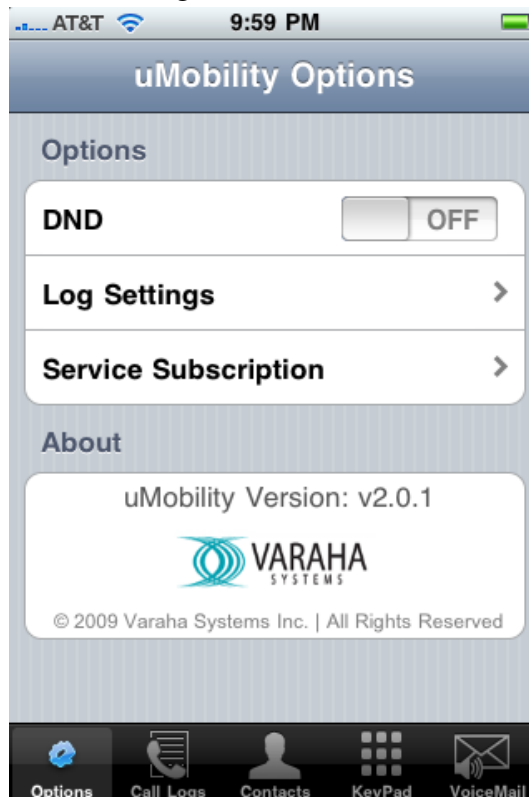 AT&T 9:59 PM
uMobility Options
Options
DND OFF
Log Settings
Service Subscription
About
uMobility Version: v2.0.1
VARAHA
SYSTEMS
© 2009 Varaha Systems Inc. | All Rights Reserved
Options Call Logs Contacts KeyPad VoiceMail